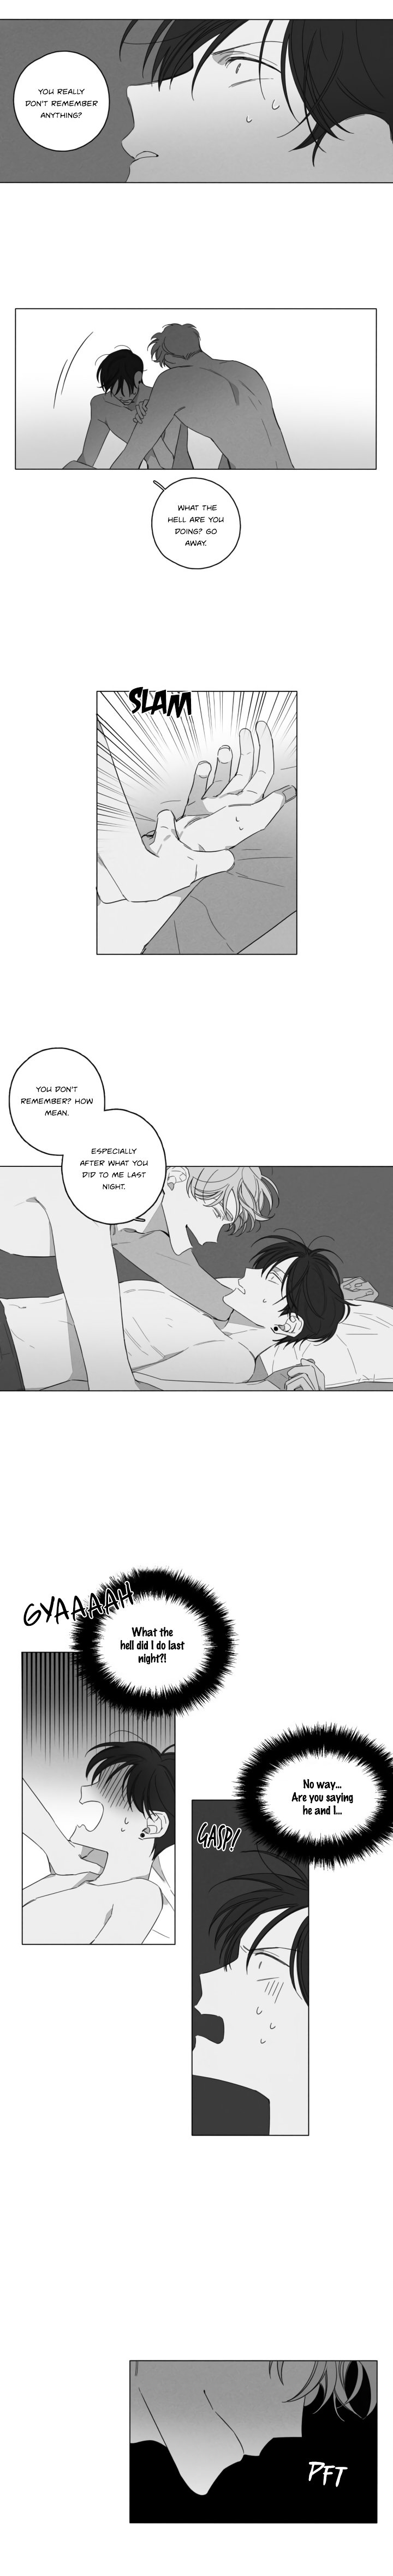 YOU REALLY
DON'T REMEMBER
ANYTHING?
WHAT THE
HELL ARE YOU
DOING? GO
AWAY.
SLAM
YOU DON'T
REMEMBER? HOW
MEAN.
ESPECIALLY
AFTER WHAT YOU
DID TO ME LAST
NIGHT.
GYAAAAAH
What the
hell did I do last
night?!
No way...
Are you saying
he and I...
GASP!
PFT